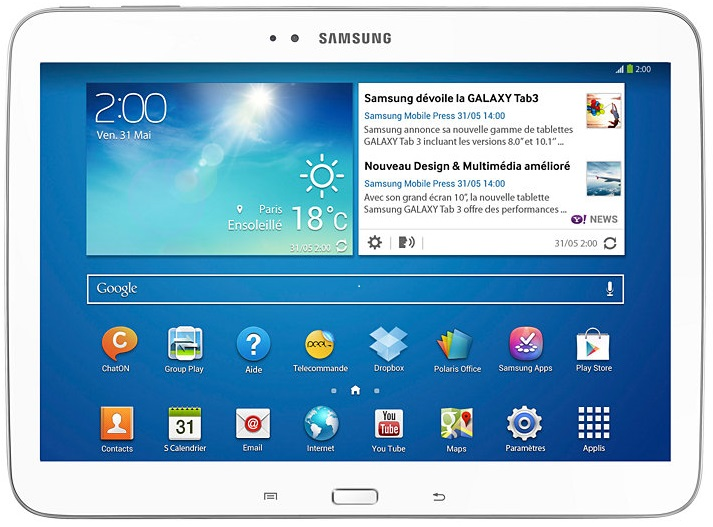 SAMSUNG
2:00
2:00
Ven. 31 Mai
Paris
Ensoleillé
18°C
31/05 2:00
Samsung dévoile la GALAXY Tab3
Samsung Mobile Press 31/05 14:00
Samsung annonce sa nouvelle gamme de tablettes
GALAXY Tab 3 incluant les versions 8.0" et 10.1" ...
Nouveau Design & Multimédia amélioré
Samsung Mobile Press 31/05 14:00
Avec son grand écran 10", la nouvelle tablette
Samsung GALAXY Tab 3 offre des performances ...
Y! NEWS
31/05 2:00
Google
ChatON
Group Play
Aide
peel
Telecommande
Dropbox
Polaris Office
Samsung Apps
Play Store
Contacts
31
S Calendrier
@
Email
Internet
You Tube
You Tube
Maps
Paramètres
Applis